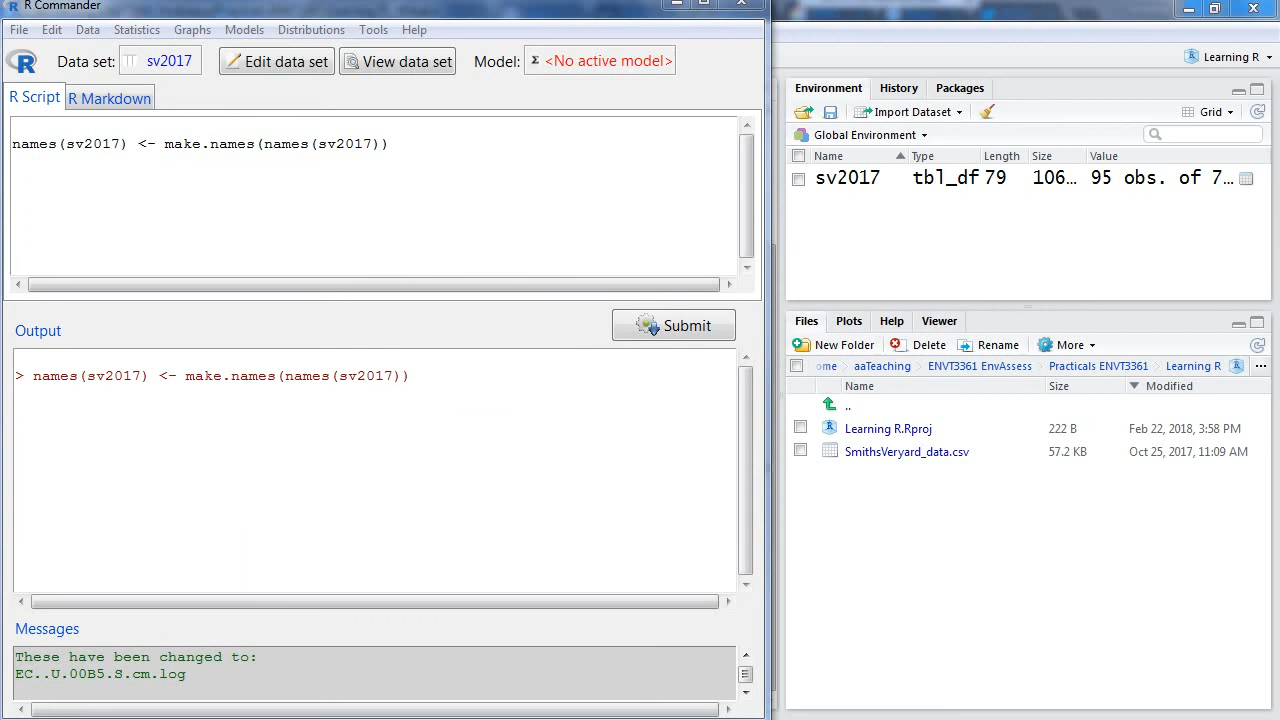 R Commander
File Edit Data Statistics Graphs Models Distributions Tools Help
Data set: sv2017 Edit data set View data set Model: Σ <No active model>
R Script R Markdown
names(sv2017) <- make.names(names(sv2017))
Submit
Output
> names(sv2017) <- make.names(names(sv2017))
Messages
These have been changed to:
EC..U.00B5.S.cm.log
Learning R
Environment History Packages
Import Dataset Grid
Global Environment
Name Type Length Size Value
sv2017 tbl_df 79 106... 95 obs. of 7...
Files Plots Help Viewer
New Folder Delete Rename More
ome aaTeaching ENVT3361 EnvAssess Practicals ENVT3361 Learning R ...
Name Size Modified
..
Learning R.Rproj 222 B Feb 22, 2018, 3:58 PM
SmithsVeryard_data.csv 57.2 KB Oct 25, 2017, 11:09 AM